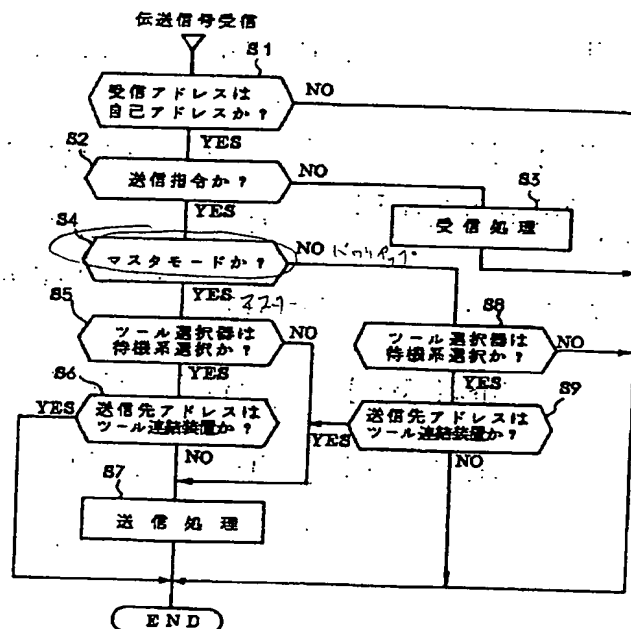 伝送信号受信
S1
受信アドレスは
自己アドレスか?
NO
YES
S2
送信指令か?
NO
YES
S3
受信処理
S4
マスタモードか?
NO
YES
マスター
S5
ツール選択器は
待機系選択か?
NO
YES
S8
ツール選択器は
待機系選択か?
NO
YES
S6
YES
送信先アドレスは
ツール連結装置か?
NO
S9
送信先アドレスは
ツール連結装置か?
YES
NO
S7
送信処理
END